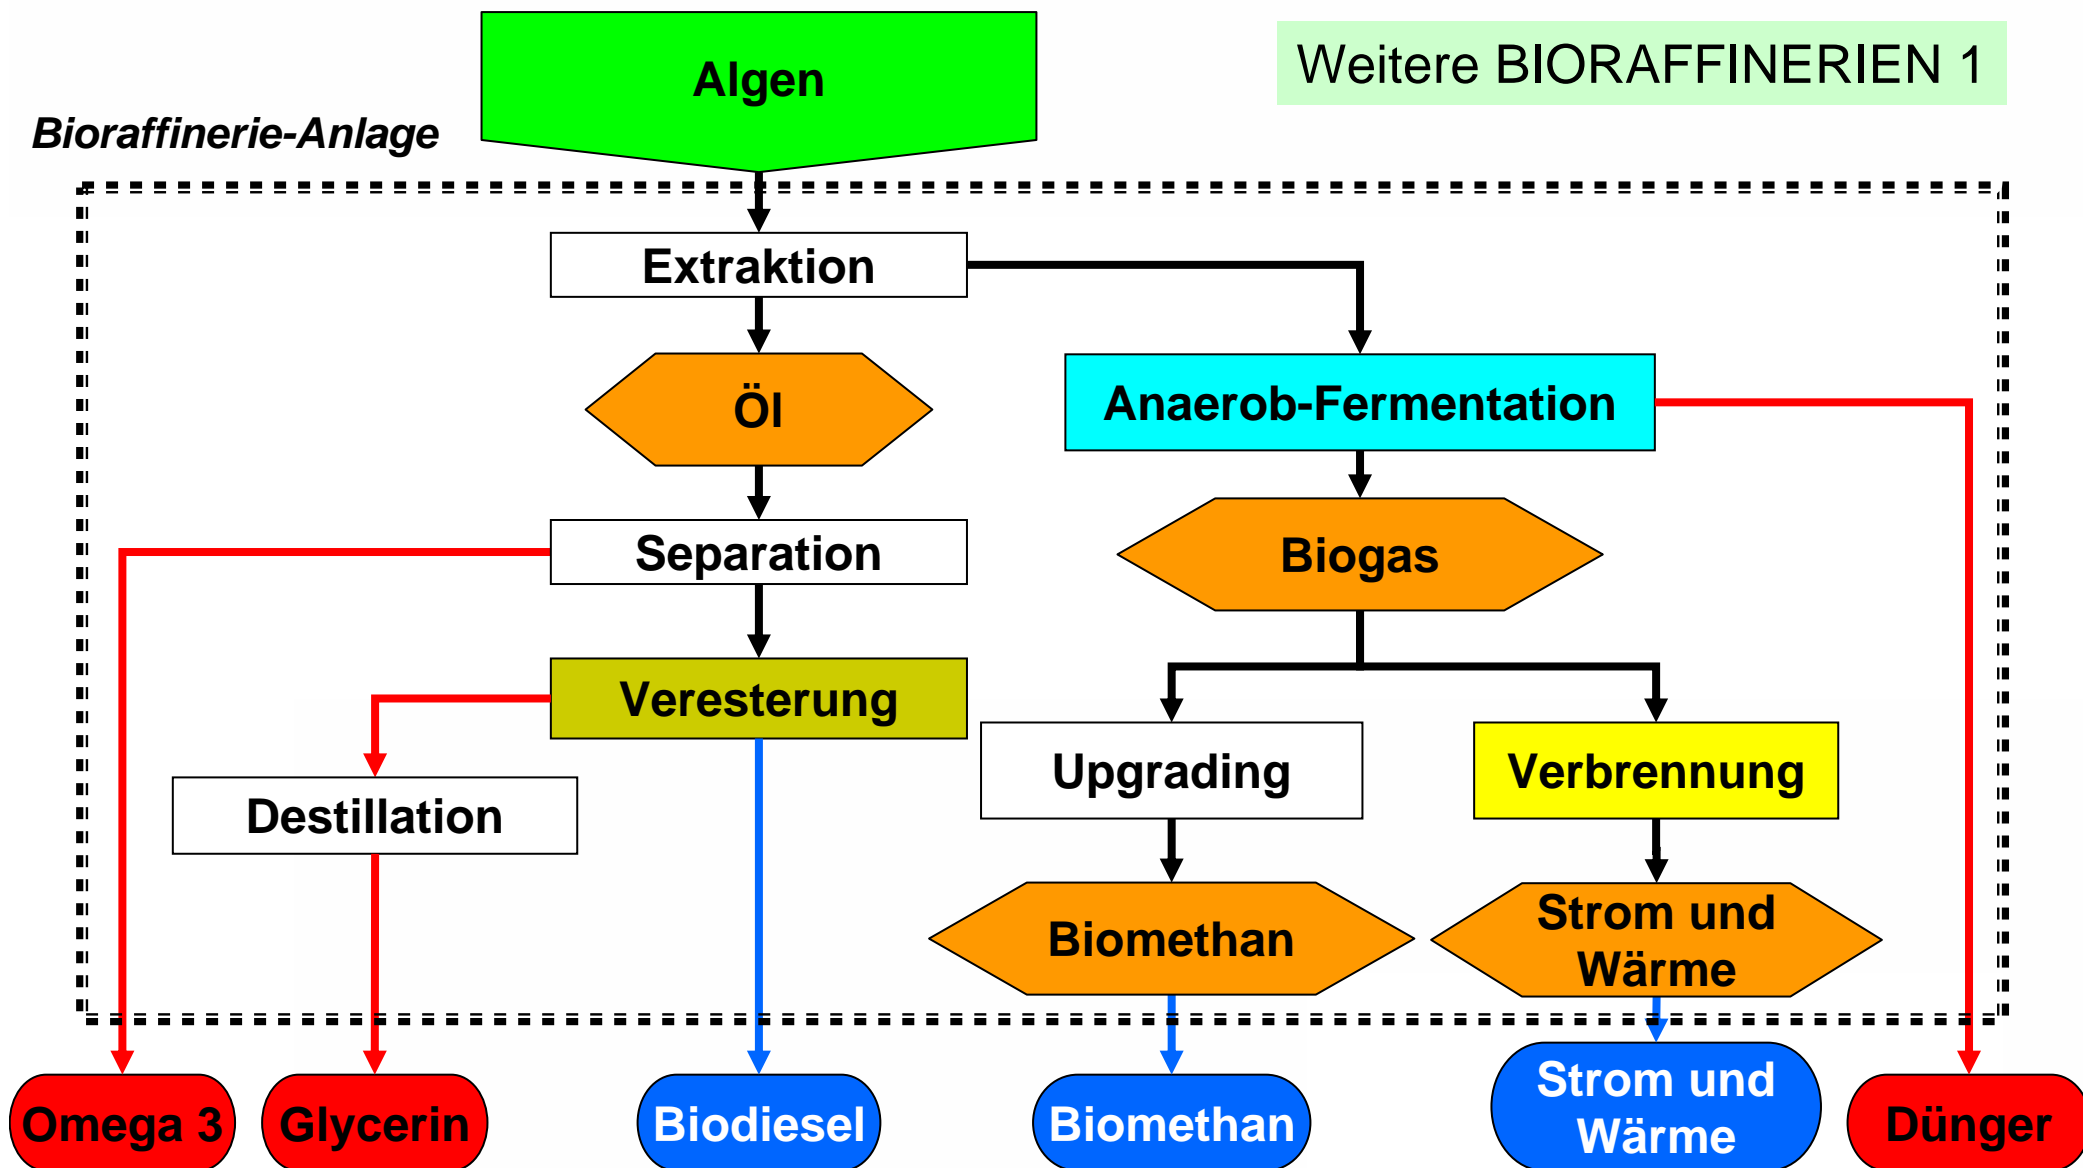 Algen
Weitere BIORAFFINERIEN 1
Bioraffinerie-Anlage
Extraktion
Öl
Anaerob-Fermentation
Separation
Biogas
Veresterung
Upgrading
Verbrennung
Destillation
Biomethan
Strom und
Wärme
Omega 3
Glycerin
Biodiesel
Biomethan
Strom und
Wärme
Dünger